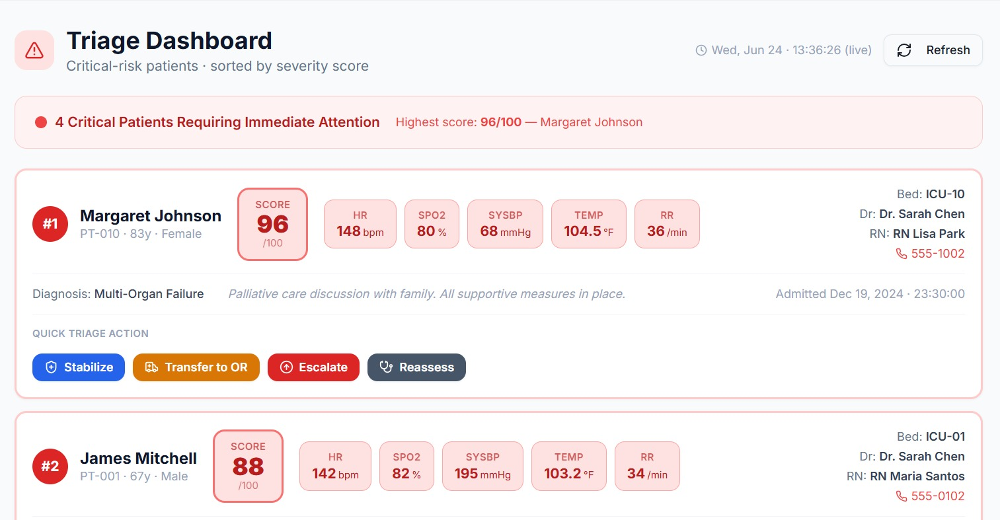 Triage Dashboard
Critical-risk patients · sorted by severity score
Wed, Jun 24 · 13:36:26 (live)
Refresh
4 Critical Patients Requiring Immediate Attention
Highest score: 96/100 — Margaret Johnson
#1
Margaret Johnson
PT-010 · 83y · Female
SCORE
96
/100
HR
148 bpm
SPO2
80 %
SYSBP
68 mmHg
TEMP
104.5 °F
RR
36 /min
Bed: ICU-10
Dr: Dr. Sarah Chen
RN: RN Lisa Park
555-1002
Diagnosis: Multi-Organ Failure
Palliative care discussion with family. All supportive measures in place.
Admitted Dec 19, 2024 · 23:30:00
QUICK TRIAGE ACTION
Stabilize
Transfer to OR
Escalate
Reassess
#2
James Mitchell
PT-001 · 67y · Male
SCORE
88
/100
HR
142 bpm
SPO2
82 %
SYSBP
195 mmHg
TEMP
103.2 °F
RR
34 /min
Bed: ICU-01
Dr: Dr. Sarah Chen
RN: RN Maria Santos
555-0102